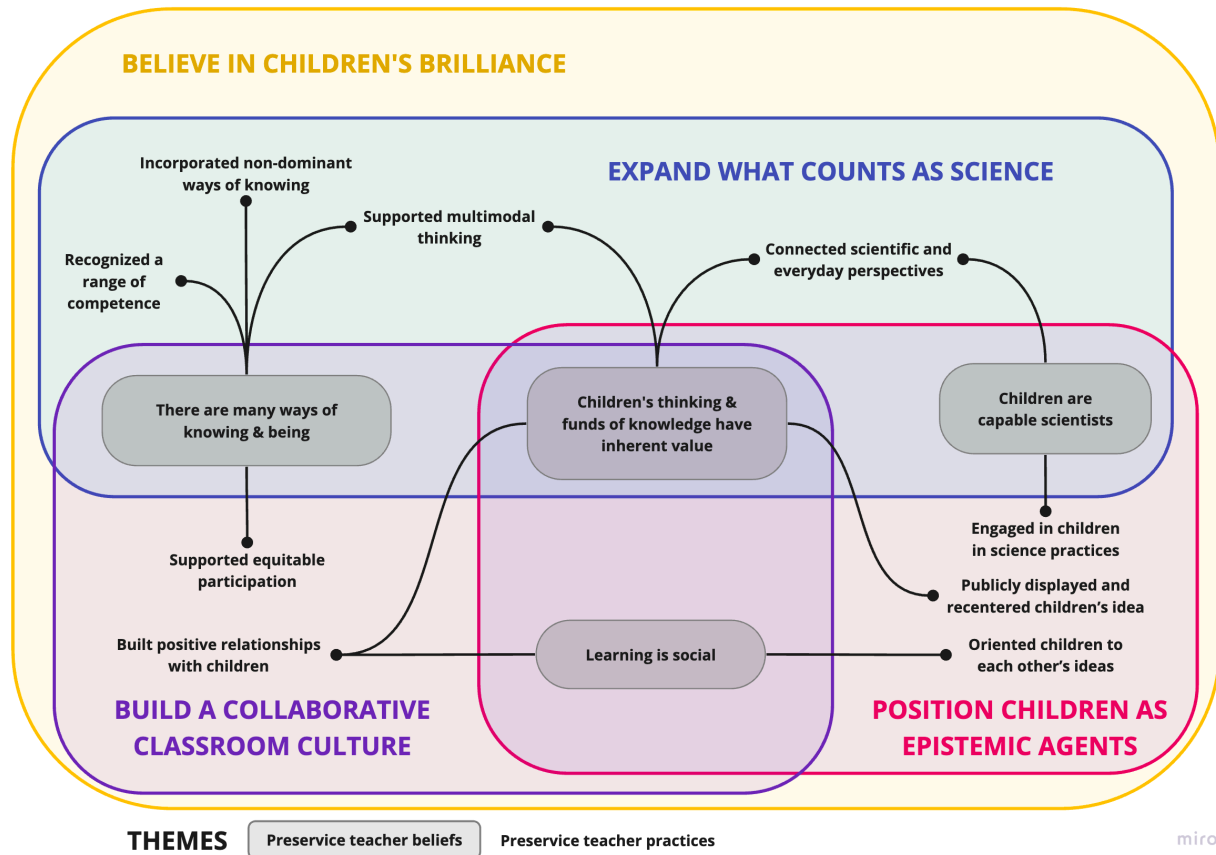 BELIEVE IN CHILDREN'S BRILLIANCE
EXPAND WHAT COUNTS AS SCIENCE
Incorporated non-dominant
ways of knowing
Supported multimodal
thinking
Connected scientific and
everyday perspectives
Recognized a
range of
competence
There are many ways of
knowing & being
Children's thinking &
funds of knowledge have
inherent value
Children are
capable scientists
Supported equitable
participation
Engaged in children
in science practices
Publicly displayed and
recentered children’s idea
Built positive relationships
with children
Learning is social
Oriented children to
each other’s ideas
BUILD A COLLABORATIVE
CLASSROOM CULTURE
POSITION CHILDREN AS
EPISTEMIC AGENTS
THEMES
Preservice teacher beliefs
Preservice teacher practices
miro